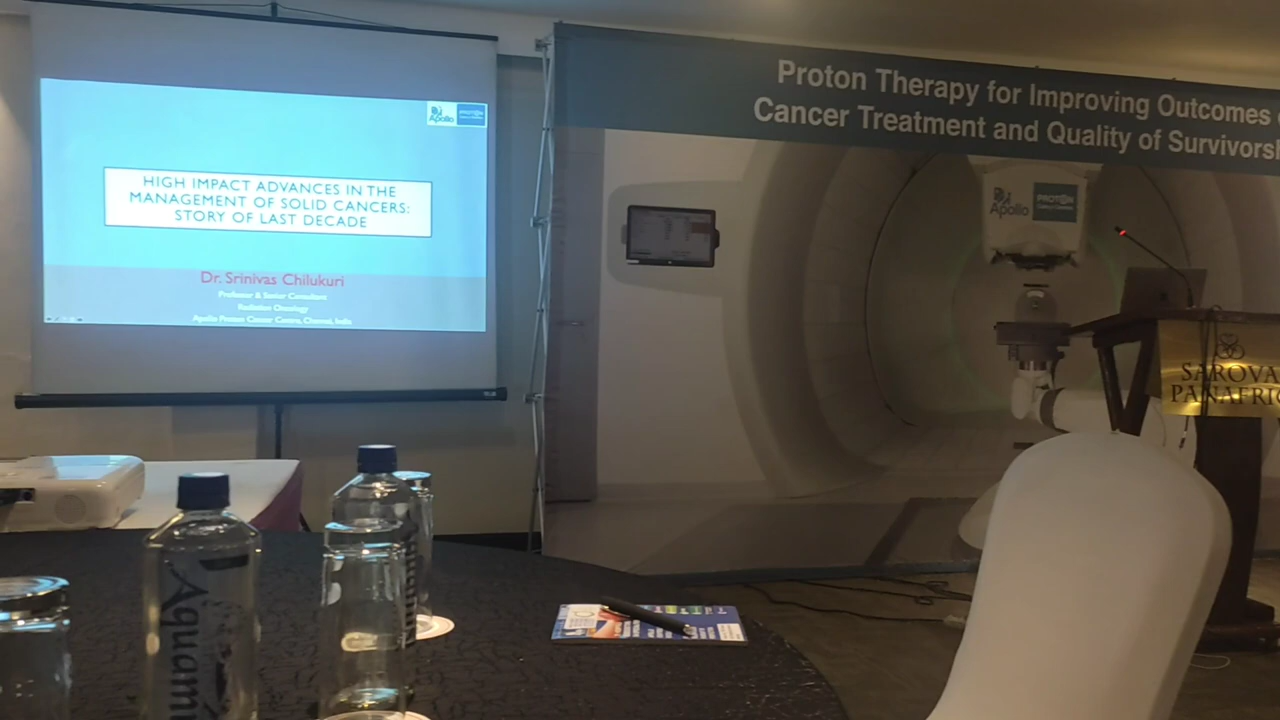 Apollo
PROTON
HIGH IMPACT ADVANCES IN THE
MANAGEMENT OF SOLID CANCERS:
STORY OF LAST DECADE
Dr. Srinivas Chilukuri
Professor & Senior Consultant
Radiation Oncology
Apollo Proton Cancer Centre, Chennai, India
Proton Therapy for Improving Outcomes
Cancer Treatment and Quality of Survivorsh
Apollo
PROTON
SAROVA
PANAFRIC
Aquam